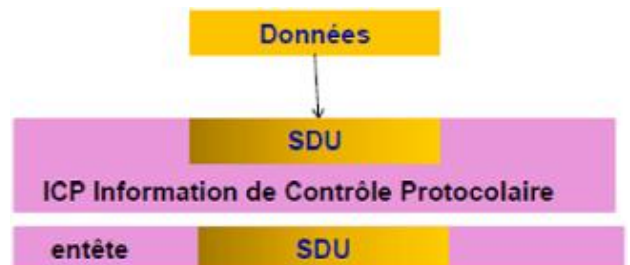 Données
SDU
ICP Information de Contrôle Protocolaire
entête SDU